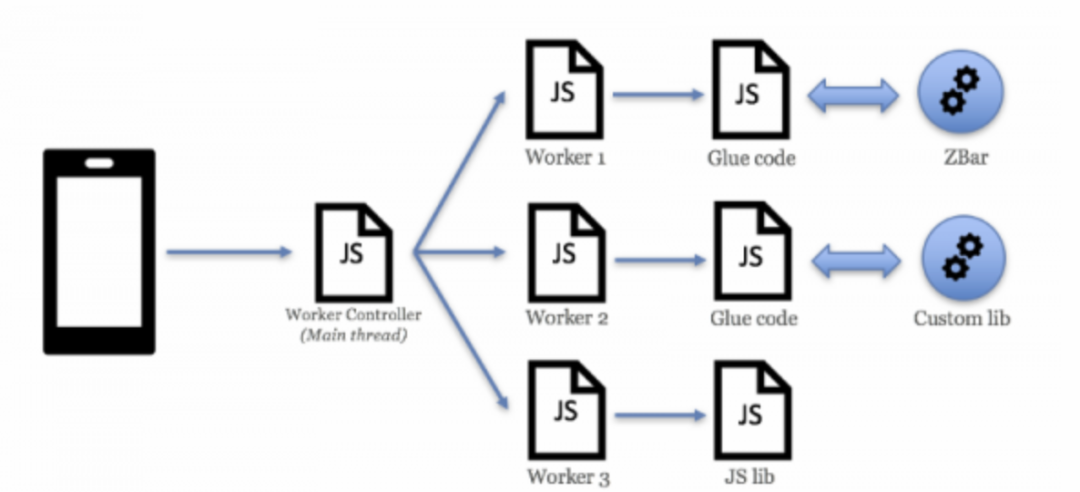 JS
JS
Worker 1
Glue code
ZBar
JS
Worker Controller
(Main thread)
JS
JS
Worker 2
Glue code
Custom lib
JS
JS
Worker 3
JS lib